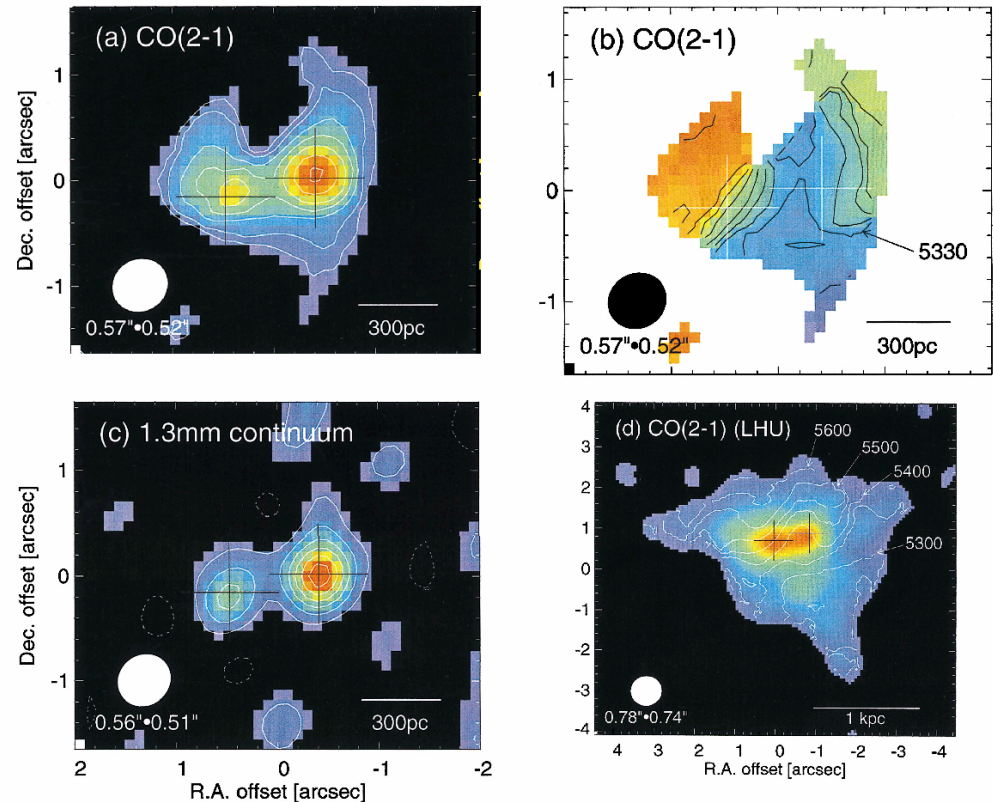 (a) CO(2-1)
Dec. offset [arcsec]
1
0
-1
0.57"•0.52"
300pc
(b) CO(2-1)
1
0
-1
5330
0.57"•0.52"
300pc
(c) 1.3mm continuum
Dec. offset [arcsec]
1
0
-1
0.56"•0.51"
300pc
2 1 0 -1 -2
R.A. offset [arcsec]
(d) CO(2-1) (LHU)
5600
5500
5400
5300
4
3
2
1
0
-1
-2
-3
-4
0.78"•0.74"
1 kpc
4 3 2 1 0 -1 -2 -3 -4
R.A. offset [arcsec]